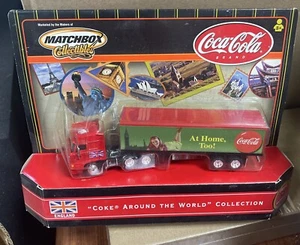 Marketed by the Makers of
MATCHBOX
Collectibles
Coca-Cola
BRAND
At Home,
Too!
Coca-Cola
ENGLAND
"COKE® AROUND THE WORLD" COLLECTION